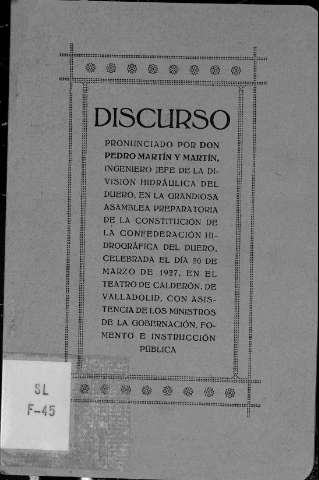 DISCURSO
PRONUNCIADO POR DON
PEDRO MARTÍN Y MARTÍN,
INGENIERO JEFE DE LA DI-
VISIÓN HIDRÁULICA DEL
DUERO, EN LA GRANDIOSA
ASAMBLEA PREPARATORIA
DE LA CONSTITUCIÓN DE
LA CONFEDERACIÓN HI-
DROGRÁFICA DEL DUERO,
CELEBRADA EL DÍA 20 DE
MARZO DE 1927, EN EL
TEATRO DE CALDERÓN, DE
VALLADOLID, CON ASIS-
TENCIA DE LOS MINISTROS
DE LA GOBERNACIÓN, FO-
MENTO E INSTRUCCIÓN
PÚBLICA
SL
F-45